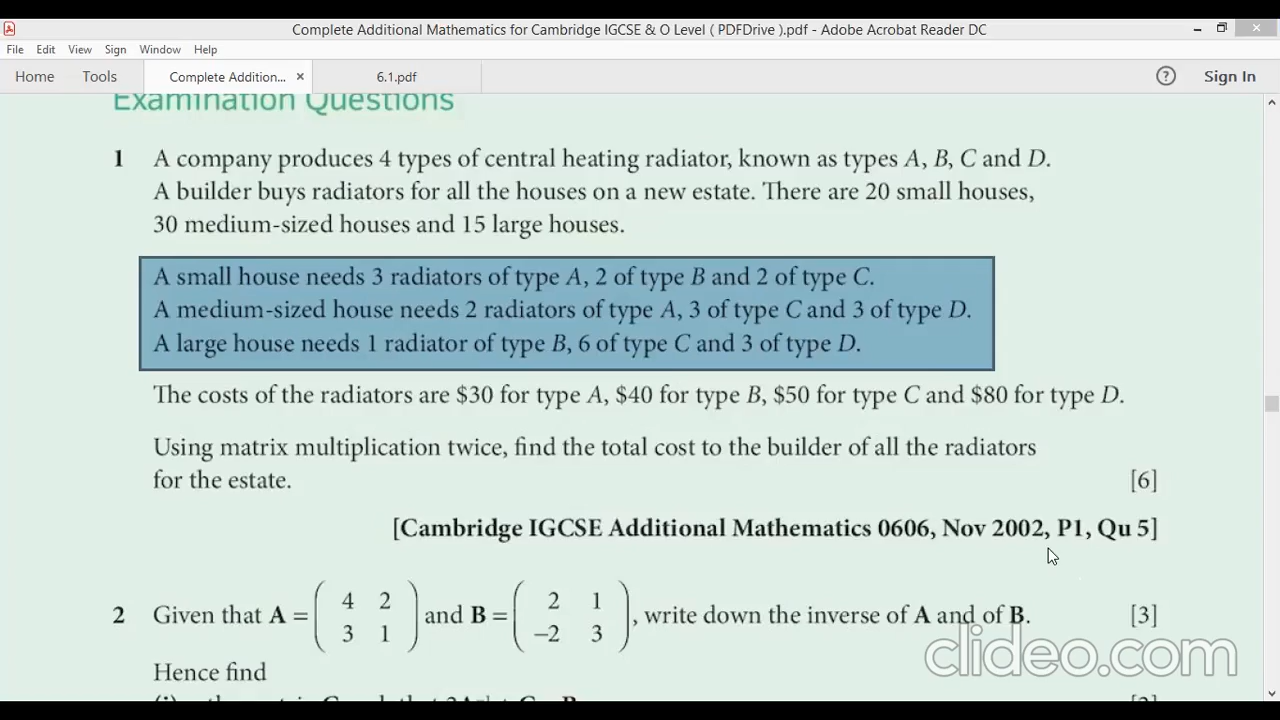 Complete Additional Mathematics for Cambridge IGCSE & O Level ( PDFDrive ).pdf - Adobe Acrobat Reader DC
File Edit View Sign Window Help
Home Tools Complete Addition... × 6.1.pdf ? Sign In
Examination Questions
1 A company produces 4 types of central heating radiator, known as types A, B, C and D.
A builder buys radiators for all the houses on a new estate. There are 20 small houses,
30 medium-sized houses and 15 large houses.
A small house needs 3 radiators of type A, 2 of type B and 2 of type C.
A medium-sized house needs 2 radiators of type A, 3 of type C and 3 of type D.
A large house needs 1 radiator of type B, 6 of type C and 3 of type D.
The costs of the radiators are $30 for type A, $40 for type B, $50 for type C and $80 for type D.
Using matrix multiplication twice, find the total cost to the builder of all the radiators
for the estate. [6]
[Cambridge IGCSE Additional Mathematics 0606, Nov 2002, P1, Qu 5]
2 Given that A = ( 4 2 ) and B = ( 2 1 ), write down the inverse of A and of B. [3]
3 1 −2 3
clideo.com
Hence find